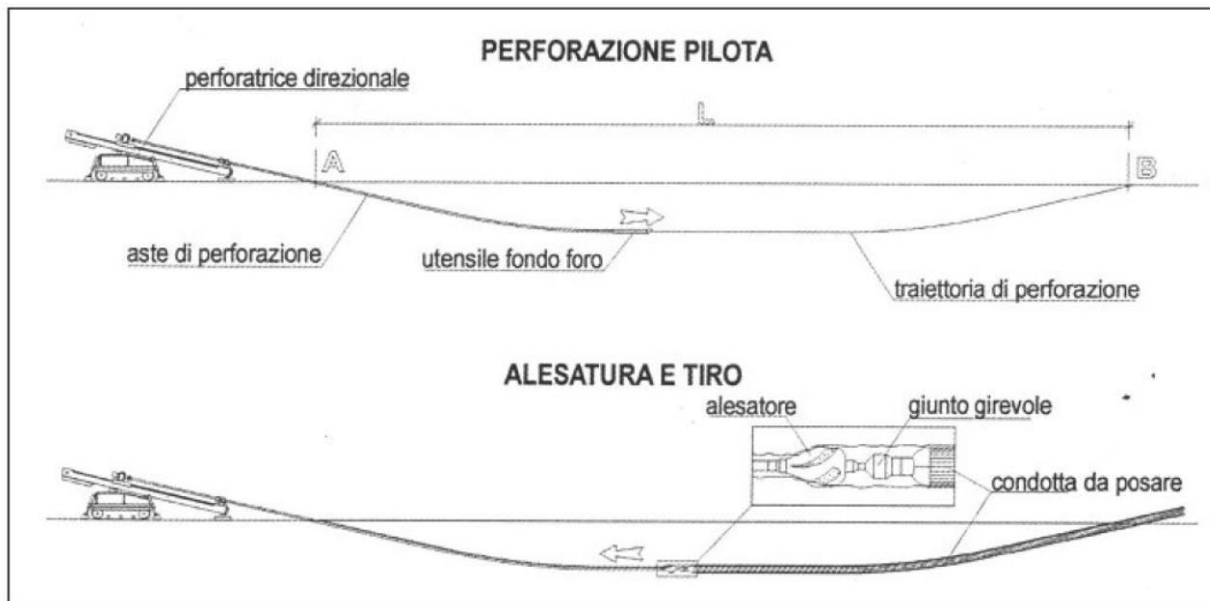 PERFORAZIONE PILOTA
perforatrice direzionale
L
A
B
aste di perforazione
utensile fondo foro
traiettoria di perforazione
ALESATURA E TIRO
alesatore
giunto girevole
condotta da posare